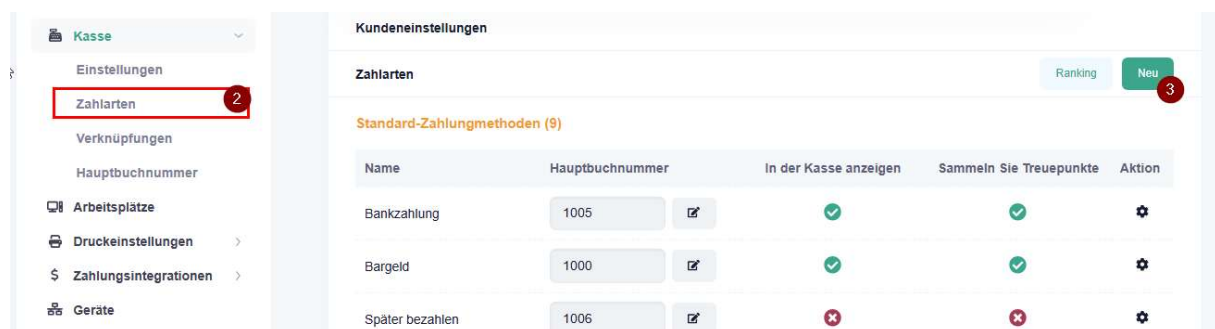 Kasse
Einstellungen
Zahlarten
2
Verknüpfungen
Hauptbuchnummer
Arbeitsplätze
Druckeinstellungen
$ Zahlungsintegrationen
Geräte
Kundeneinstellungen
Zahlarten Ranking Neu
3
Standard-Zahlungmethoden (9)
Name Hauptbuchnummer In der Kasse anzeigen Sammeln Sie Treuepunkte Aktion
Bankzahlung 1005
Bargeld 1000
Später bezahlen 1006